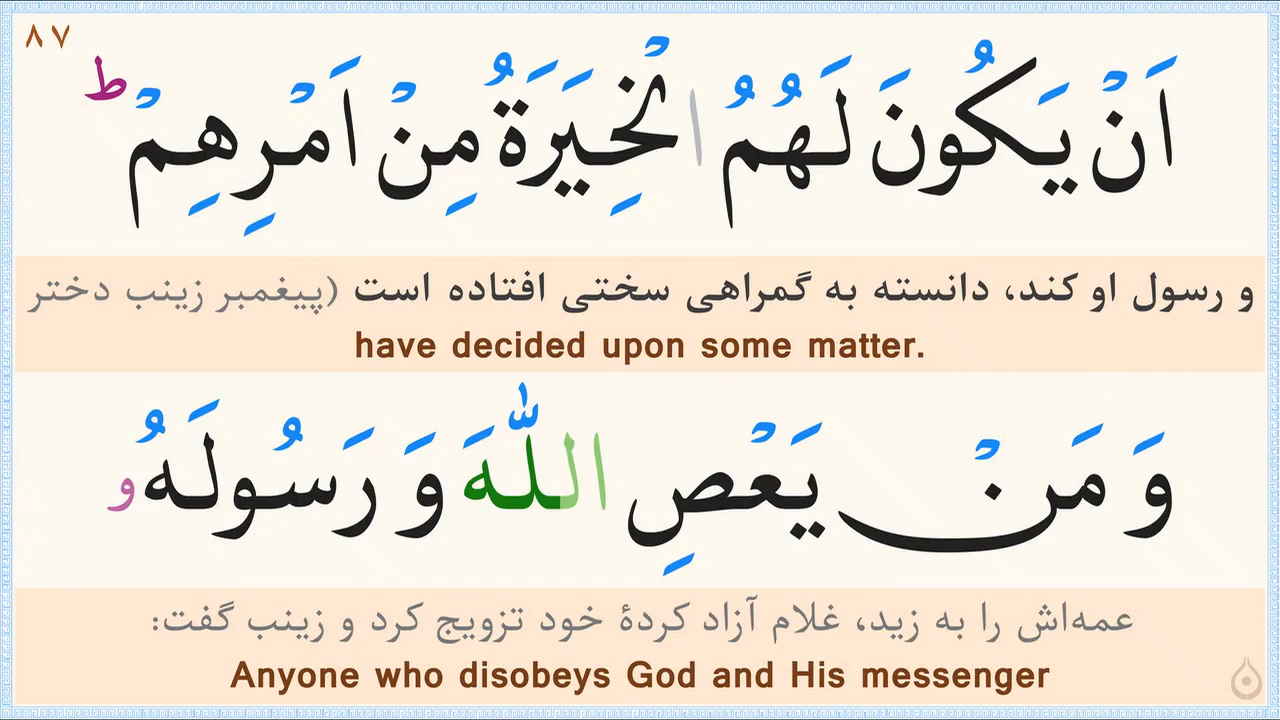 ۸۷
اَنْ يَكُونَ لَهُمُ الْخِيَرَةُ مِنْ اَمْرِهِمْ ط
و رسول او کند، دانسته به گمراهی سختی افتاده است (پیغمبر زینب دختر
have decided upon some matter.
وَ مَنْ يَعْصِ اللّٰهَ وَ رَسُولَهُ و
عمه‌اش را به زید، غلام آزاد کردهٔ خود تزویج کرد و زینب گفت:
Anyone who disobeys God and His messenger